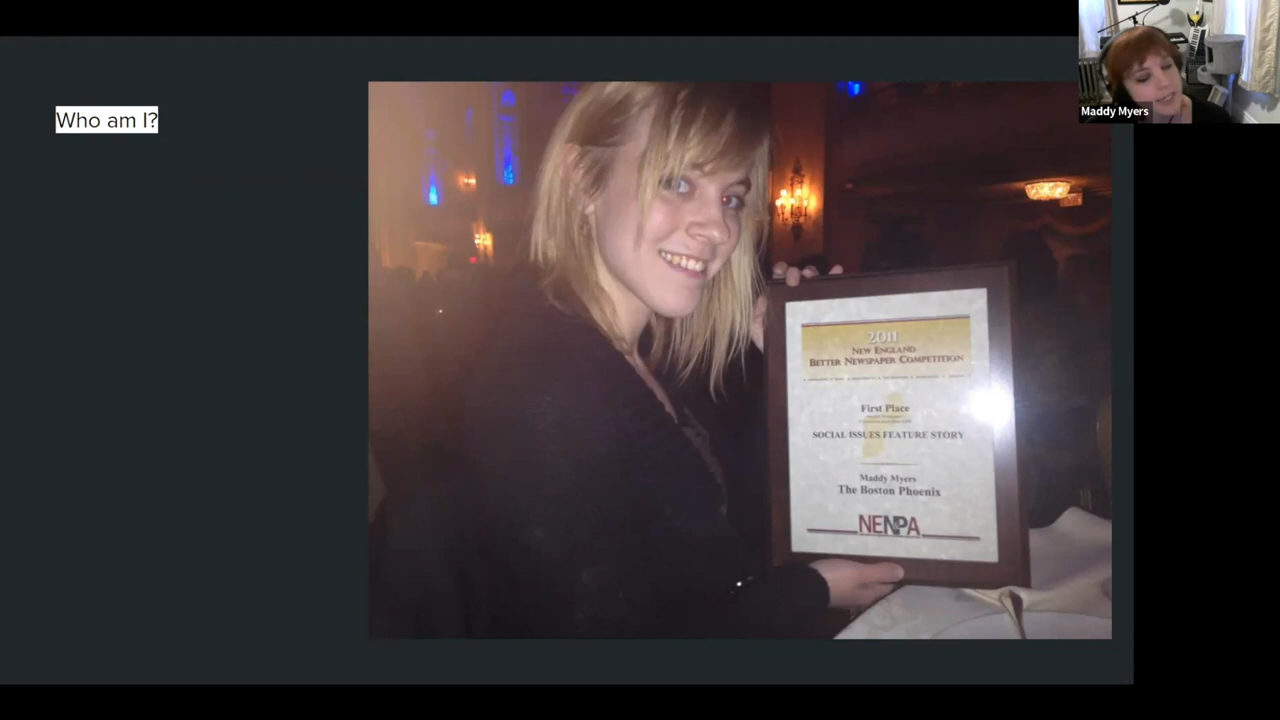 Who am I?
Maddy Myers
2011
NEW ENGLAND
BETTER NEWSPAPER COMPETITION
First Place
SOCIAL ISSUES FEATURE STORY
Maddy Myers
The Boston Phoenix
NENPA